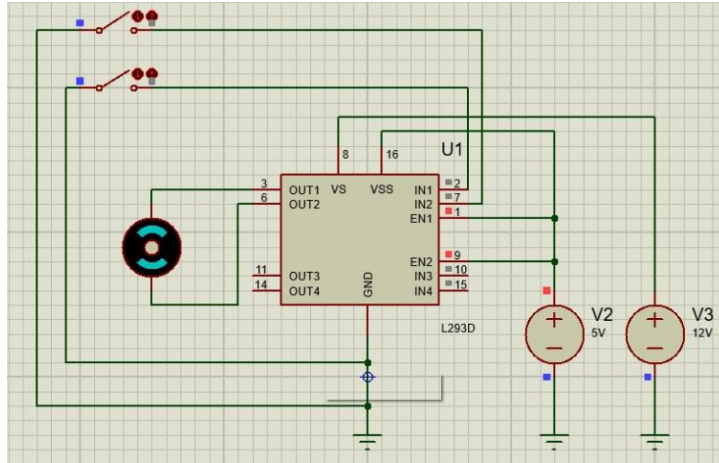 8
16
U1
3
OUT1
VS
VSS
IN1
2
6
OUT2
IN2
7
EN1
1
EN2
9
11
OUT3
GND
IN3
10
14
OUT4
IN4
15
L293D
V2
5V
V3
12V